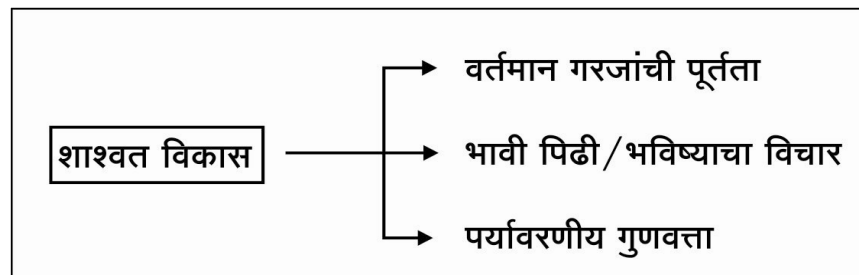 वर्तमान गरजांची पूर्तता
शाश्वत विकास
भावी पिढी/भविष्याचा विचार
पर्यावरणीय गुणवत्ता